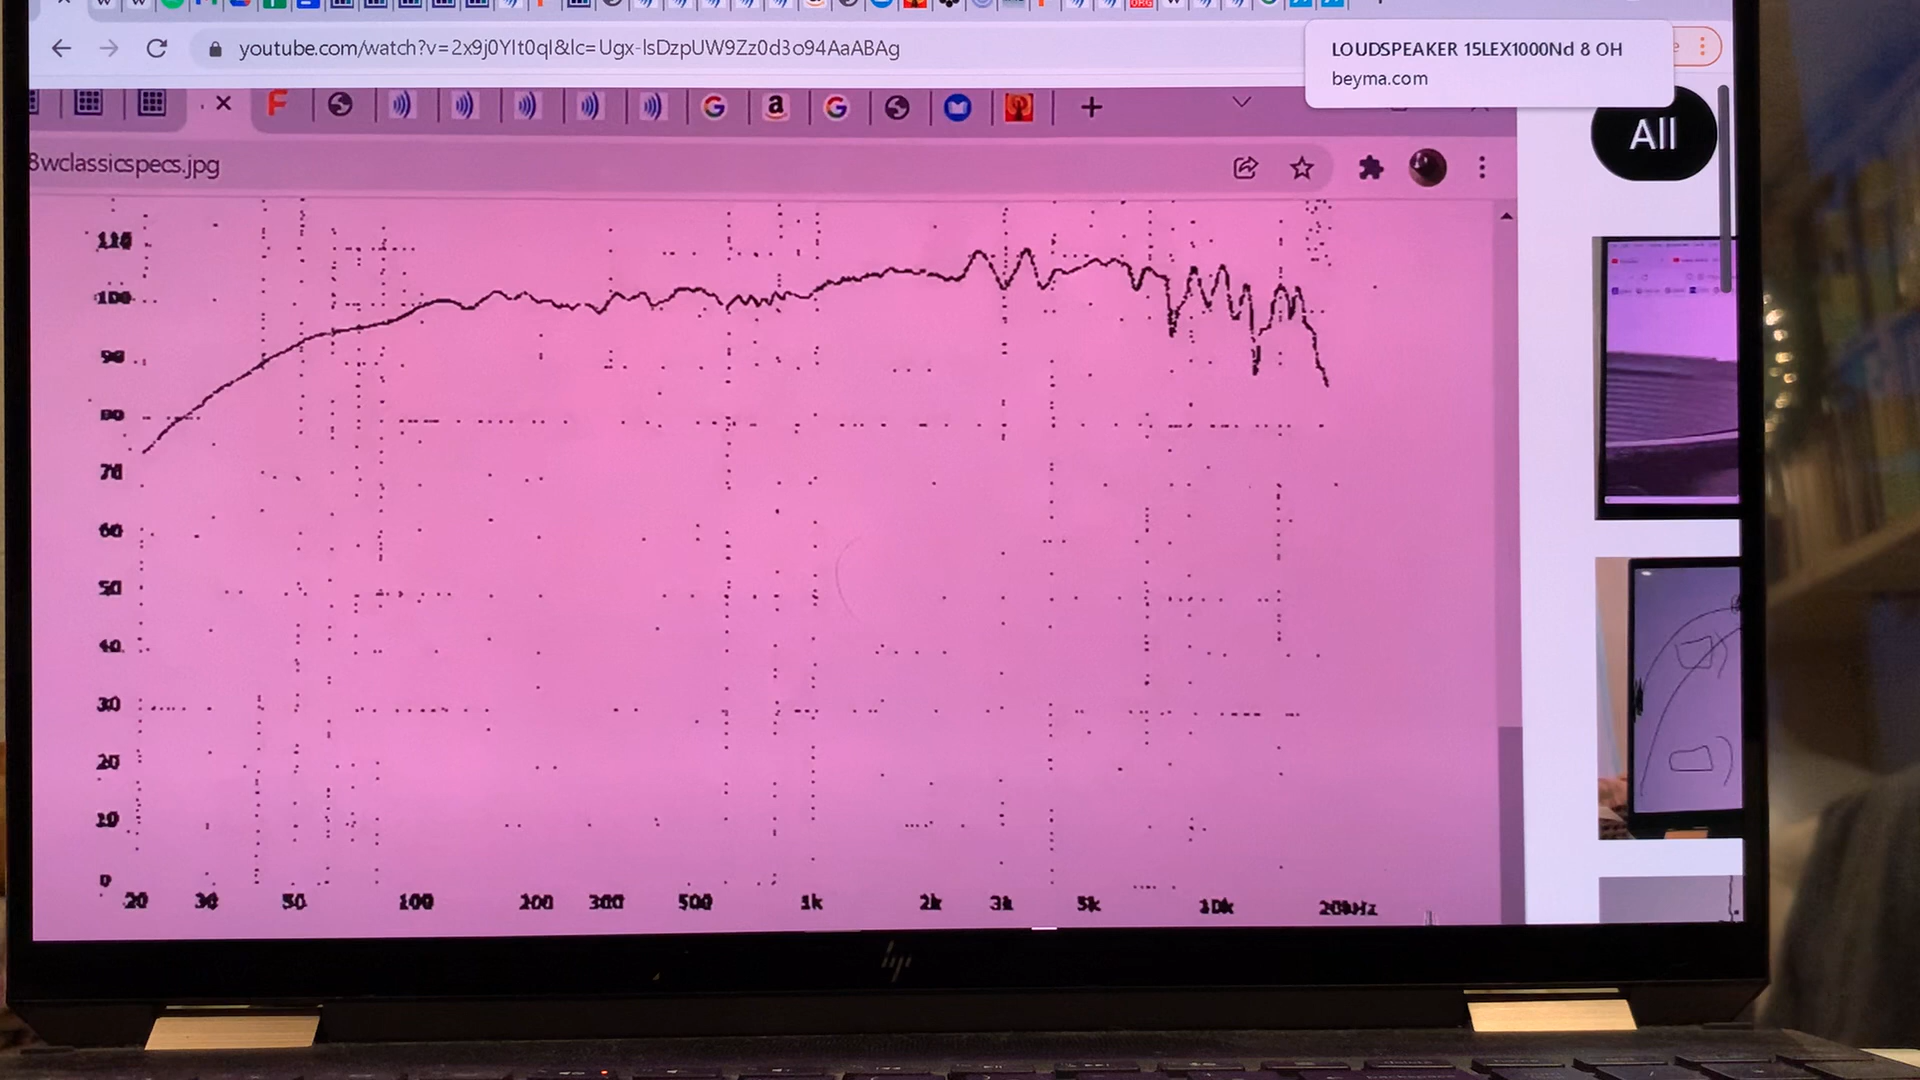 youtube.com/watch?v=2x9j0YIt0qI&lc=Ugx-lsDzpUW9Zz0d3o94AaABAg
LOUDSPEAKER 15LEX1000Nd 8 OH
beyma.com
All
8wclassicspecs.jpg
110
100
90
80
70
60
50
40
30
20
10
0
20 30 50 100 200 300 500 1k 2k 3k 5k 10k 20kHz
hp